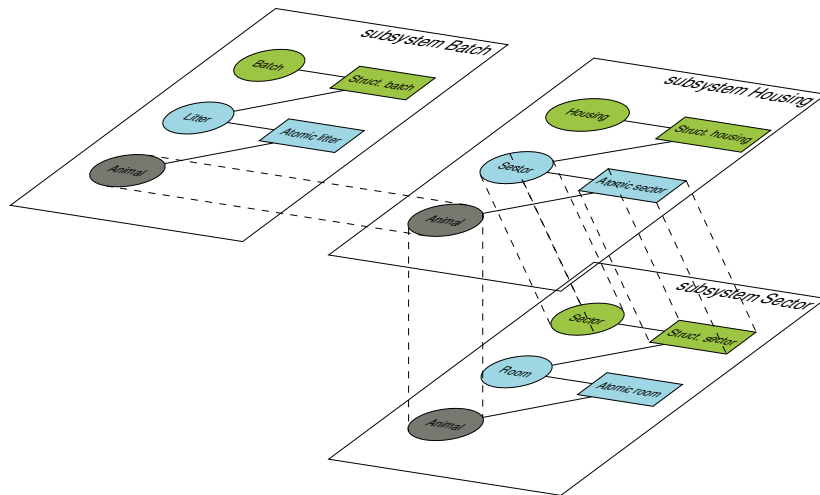 subsystem Batch
Batch
Struct. batch
Litter
Atomic litter
Animal
subsystem Housing
Housing
Struct. housing
Sector
Atomic sector
Animal
subsystem Sector
Sector
Struct. sector
Room
Atomic room
Animal